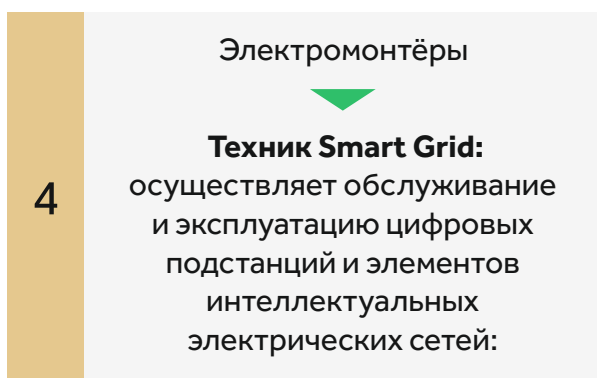 4
Электромонтёры
Техник Smart Grid:
осуществляет обслуживание
и эксплуатацию цифровых
подстанций и элементов
интеллектуальных
электрических сетей: